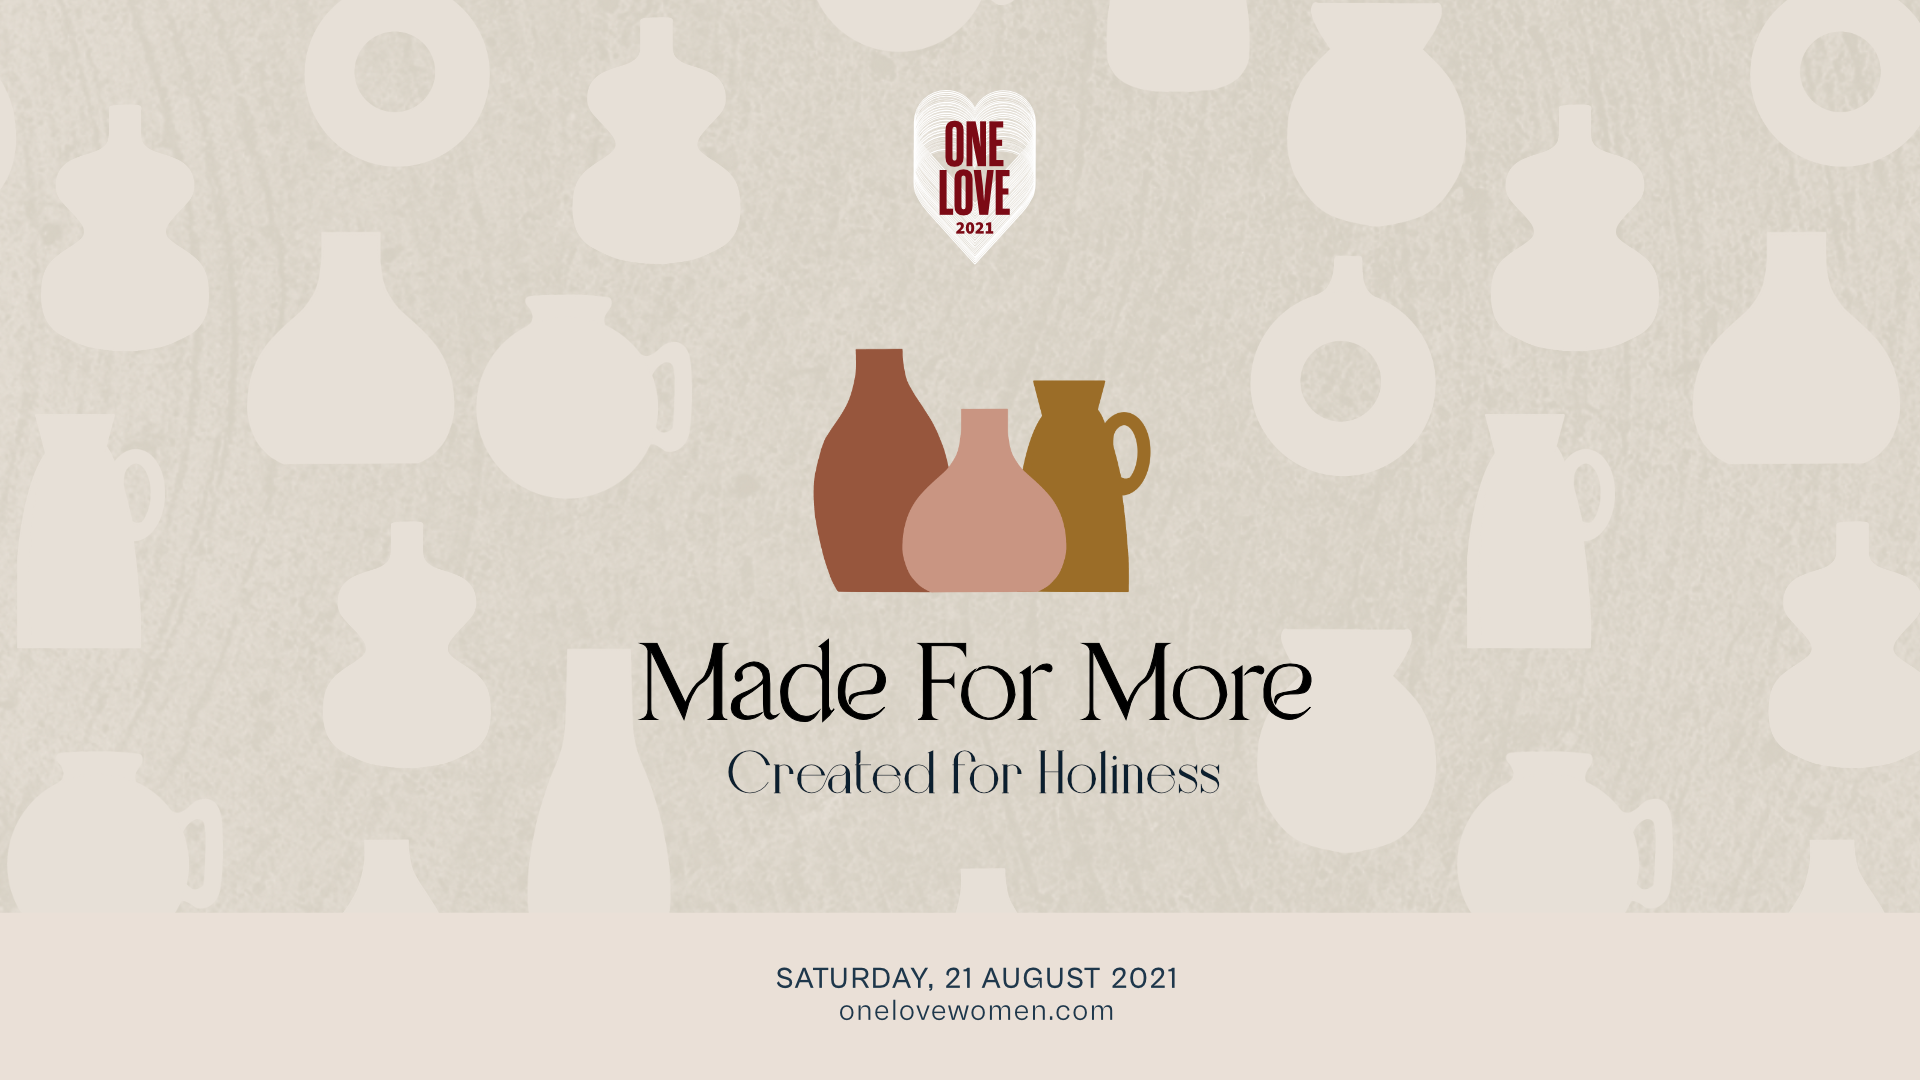 ONE
LOVE
2021
Made For More
Created for Holiness
SATURDAY, 21 AUGUST 2021
onelovewomen.com